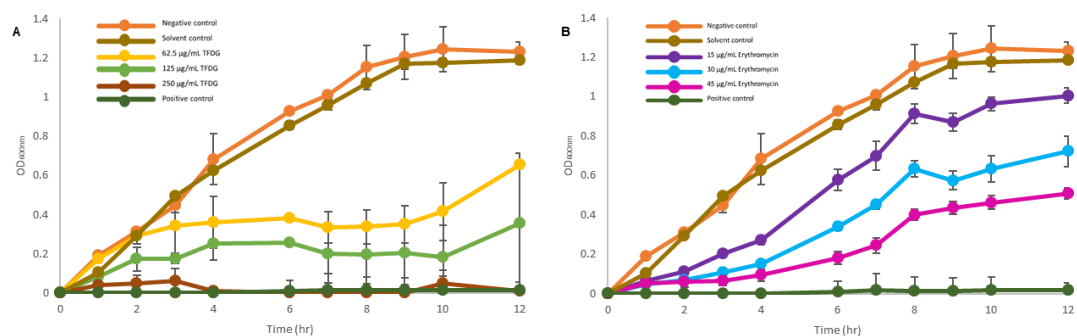 A
1.4
1.2
1
0.8
0.6
0.4
0.2
0
OD600nm
0
2
4
6
8
10
12
Time (hr)
Negative control
Solvent control
62.5 µg/mL TFDG
125 µg/mL TFDG
250 µg/mL TFDG
Positive control
B
1.4
1.2
1
0.8
0.6
0.4
0.2
0
OD600nm
0
2
4
6
8
10
12
Time (hr)
Negative control
Solvent control
15 µg/mL Erythromycin
30 µg/mL Erythromycin
45 µg/mL Erythromycin
Positive control